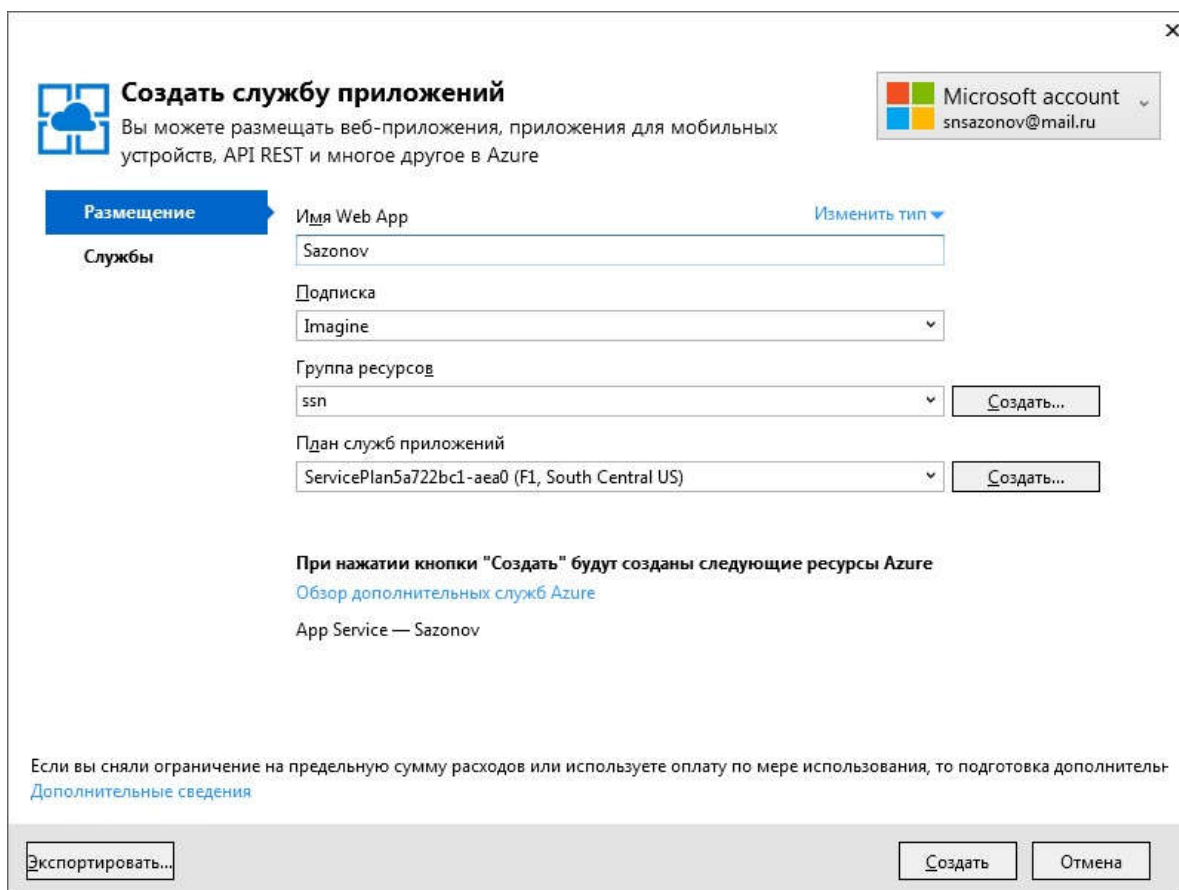 Создать службу приложений
Вы можете размещать веб-приложения, приложения для мобильных
устройств, API REST и многое другое в Azure
Microsoft account
snsazonov@mail.ru
Размещение
Службы
Имя Web App
Изменить тип
Sazonov
Подписка
Imagine
Группа ресурсов
ssn
Создать...
План служб приложений
ServicePlan5a722bc1-aea0 (F1, South Central US)
Создать...
При нажатии кнопки "Создать" будут созданы следующие ресурсы Azure
Обзор дополнительных служб Azure
App Service — Sazonov
Если вы сняли ограничение на предельную сумму расходов или используете оплату по мере использования, то подготовка
Дополнительные сведения
Экспортировать...
Создать
Отмена